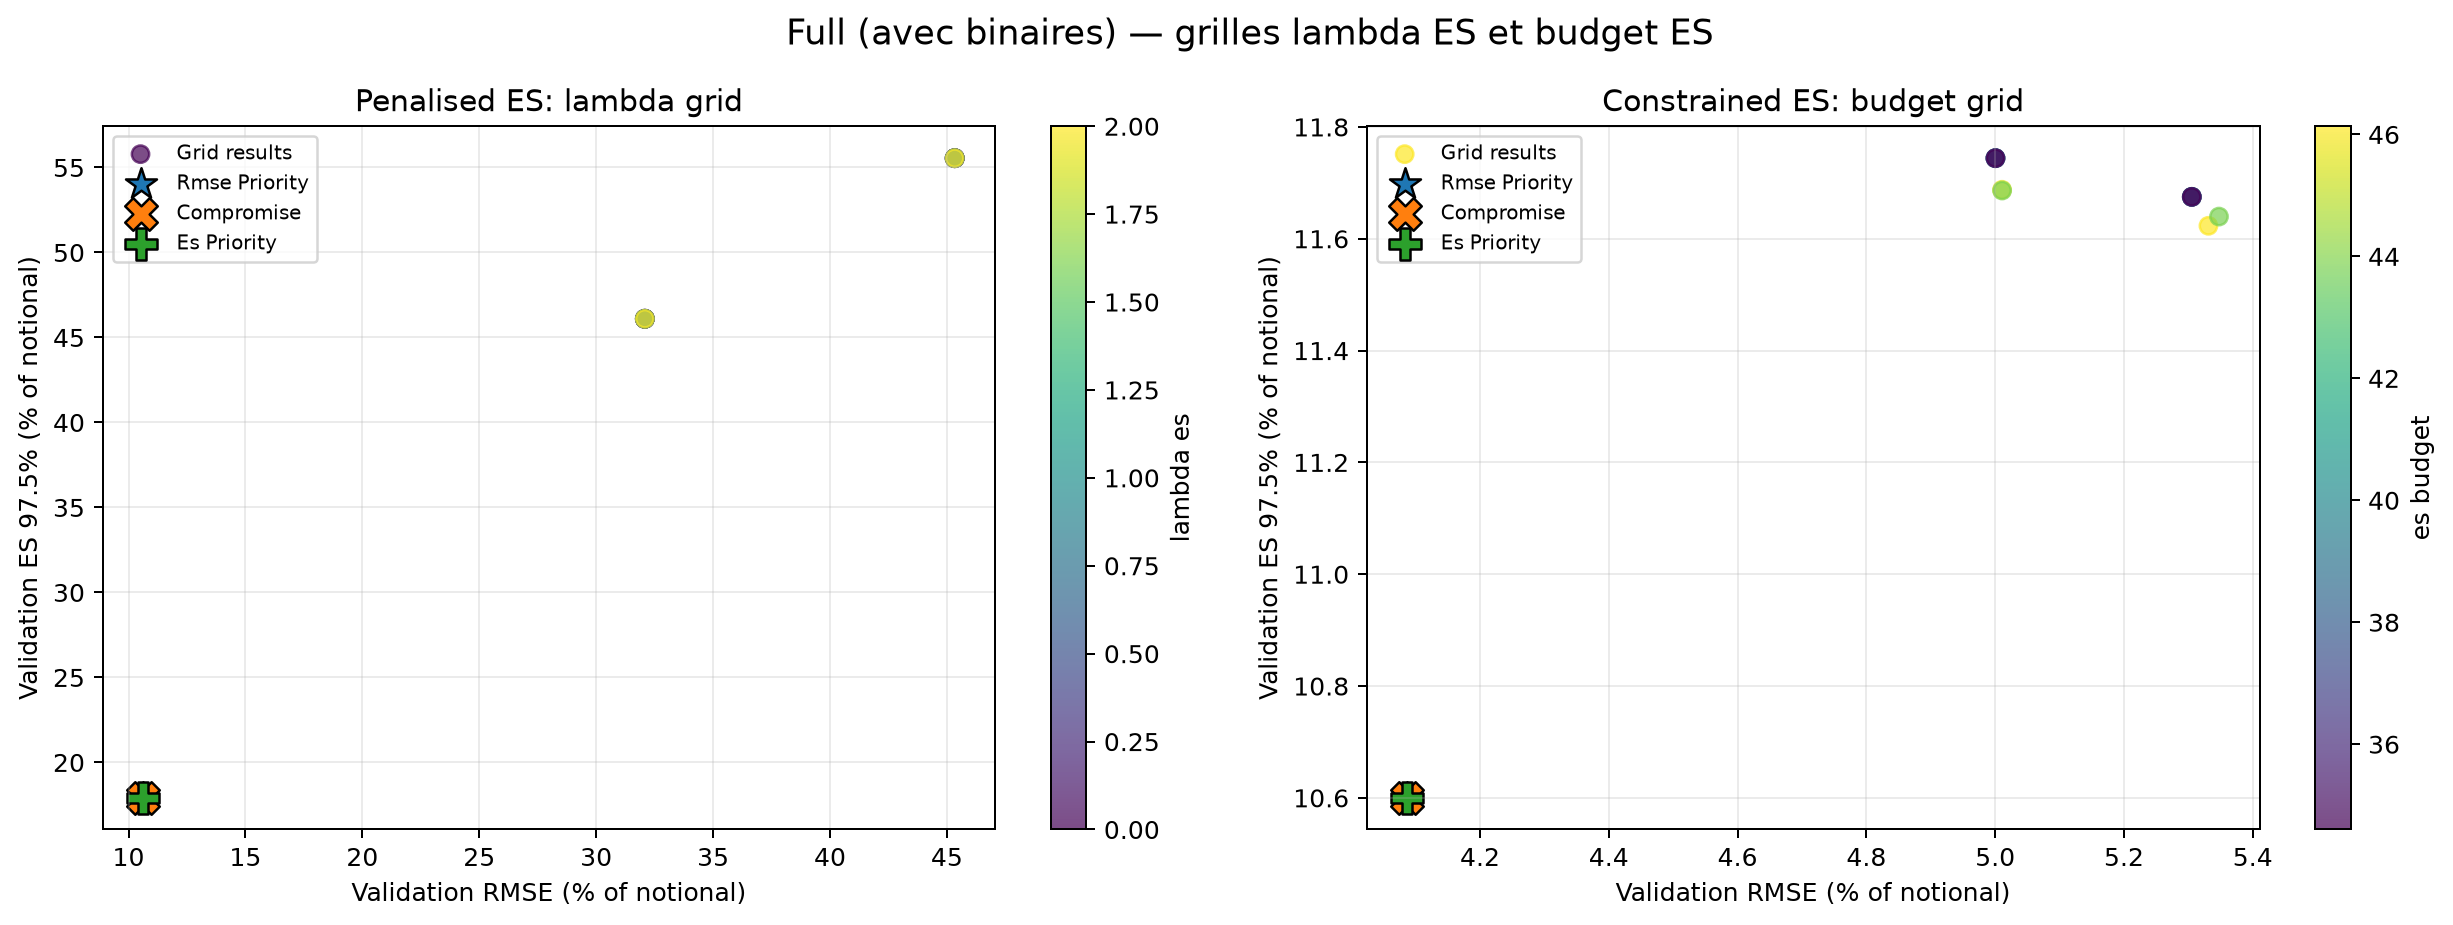 Full (avec binaires) — grilles lambda ES et budget ES
Penalised ES: lambda grid
Grid results
Rmse Priority
Compromise
Es Priority
55
50
45
40
35
30
25
20
Validation ES 97.5% (% of notional)
10 15 20 25 30 35 40 45
Validation RMSE (% of notional)
2.00
1.75
1.50
1.25
1.00
0.75
0.50
0.25
0.00
lambda es
Constrained ES: budget grid
Grid results
Rmse Priority
Compromise
Es Priority
11.8
11.6
11.4
11.2
11.0
10.8
10.6
Validation ES 97.5% (% of notional)
4.2 4.4 4.6 4.8 5.0 5.2 5.4
Validation RMSE (% of notional)
46
44
42
40
38
36
es budget